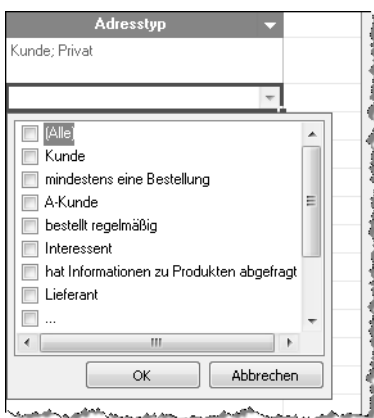 Adresstyp
Kunde; Privat
(Alle)
Kunde
mindestens eine Bestellung
A-Kunde
bestellt regelmäßig
Interessent
hat Informationen zu Produkten abgefragt
Lieferant
...
OK Abbrechen